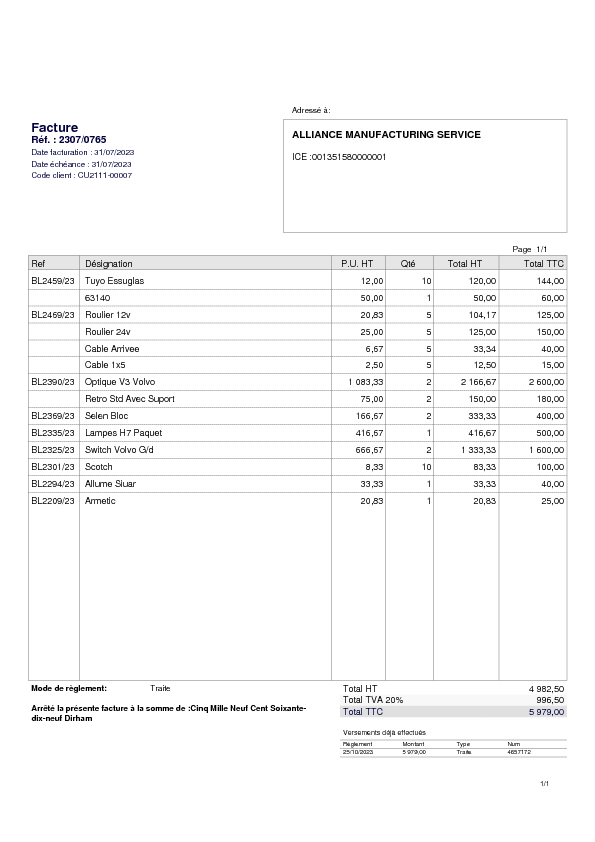 Adressé à:
Facture
Réf. : 2307/0765
Date facturation : 31/07/2023
Date échéance : 31/07/2023
Code client : CU2111-00007
ALLIANCE MANUFACTURING SERVICE
ICE :001351580000001
Page 1/1
Ref Désignation P.U. HT Qté Total HT Total TTC
BL2459/23 Tuyo Essuglas 12,00 10 120,00 144,00
63140 50,00 1 50,00 60,00
BL2469/23 Roulier 12v 20,83 5 104,17 125,00
Roulier 24v 25,00 5 125,00 150,00
Cable Arrivee 6,67 5 33,34 40,00
Cable 1x5 2,50 5 12,50 15,00
BL2390/23 Optique V3 Volvo 1 083,33 2 2 166,67 2 600,00
Retro Std Avec Suport 75,00 2 150,00 180,00
BL2369/23 Selen Bloc 166,67 2 333,33 400,00
BL2335/23 Lampes H7 Paquet 416,67 1 416,67 500,00
BL2325/23 Switch Volvo G/d 666,67 2 1 333,33 1 600,00
BL2301/23 Scotch 8,33 10 83,33 100,00
BL2294/23 Allume Siuar 33,33 1 33,33 40,00
BL2209/23 Armetic 20,83 1 20,83 25,00
Mode de règlement: Traite
Arrêté la présente facture à la somme de :Cinq Mille Neuf Cent Soixante-
dix-neuf Dirham
Total HT 4 982,50
Total TVA 20% 996,50
Total TTC 5 979,00
Versements déjà effectués
Règlement Montant Type Num
25/10/2023 5 979,00 Traite 4657172
1/1